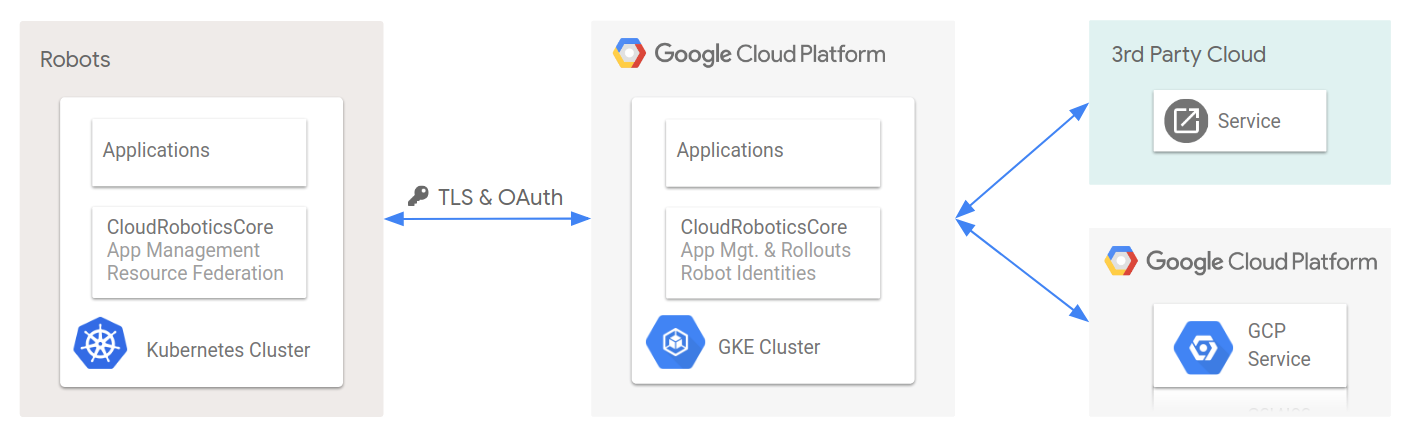 Robots
Applications
CloudRoboticsCore
App Management
Resource Federation
Kubernetes Cluster
TLS & OAuth
Google Cloud Platform
Applications
CloudRoboticsCore
App Mgt. & Rollouts
Robot Identities
GKE Cluster
3rd Party Cloud
Service
Google Cloud Platform
GCP
Service